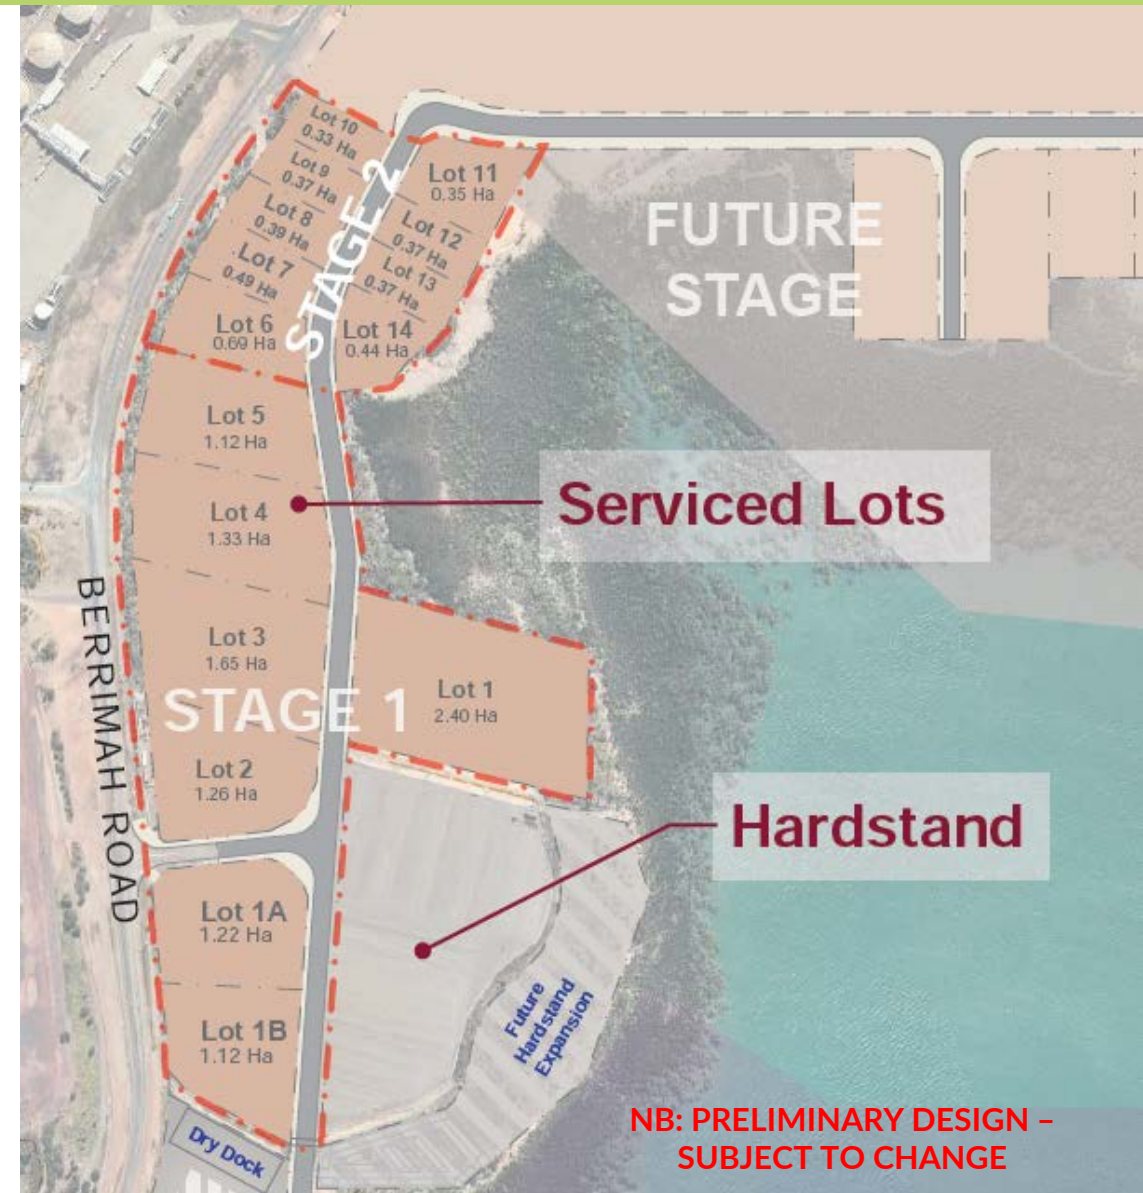 Lot 10
0.33 Ha
Lot 9
0.37 Ha
Lot 8
0.39 Ha
Lot 7
0.49 Ha
Lot 6
0.69 Ha
STAGE 2
Lot 11
0.35 Ha
Lot 12
0.37 Ha
Lot 13
0.37 Ha
Lot 14
0.44 Ha
FUTURE
STAGE
Lot 5
1.12 Ha
Lot 4
1.33 Ha
Serviced Lots
BERRIMAH ROAD
Lot 3
1.65 Ha
STAGE 1
Lot 1
2.40 Ha
Lot 2
1.26 Ha
Hardstand
Lot 1A
1.22 Ha
Lot 1B
1.12 Ha
Future
Hardstand
Expansion
Dry Dock
NB: PRELIMINARY DESIGN –
SUBJECT TO CHANGE